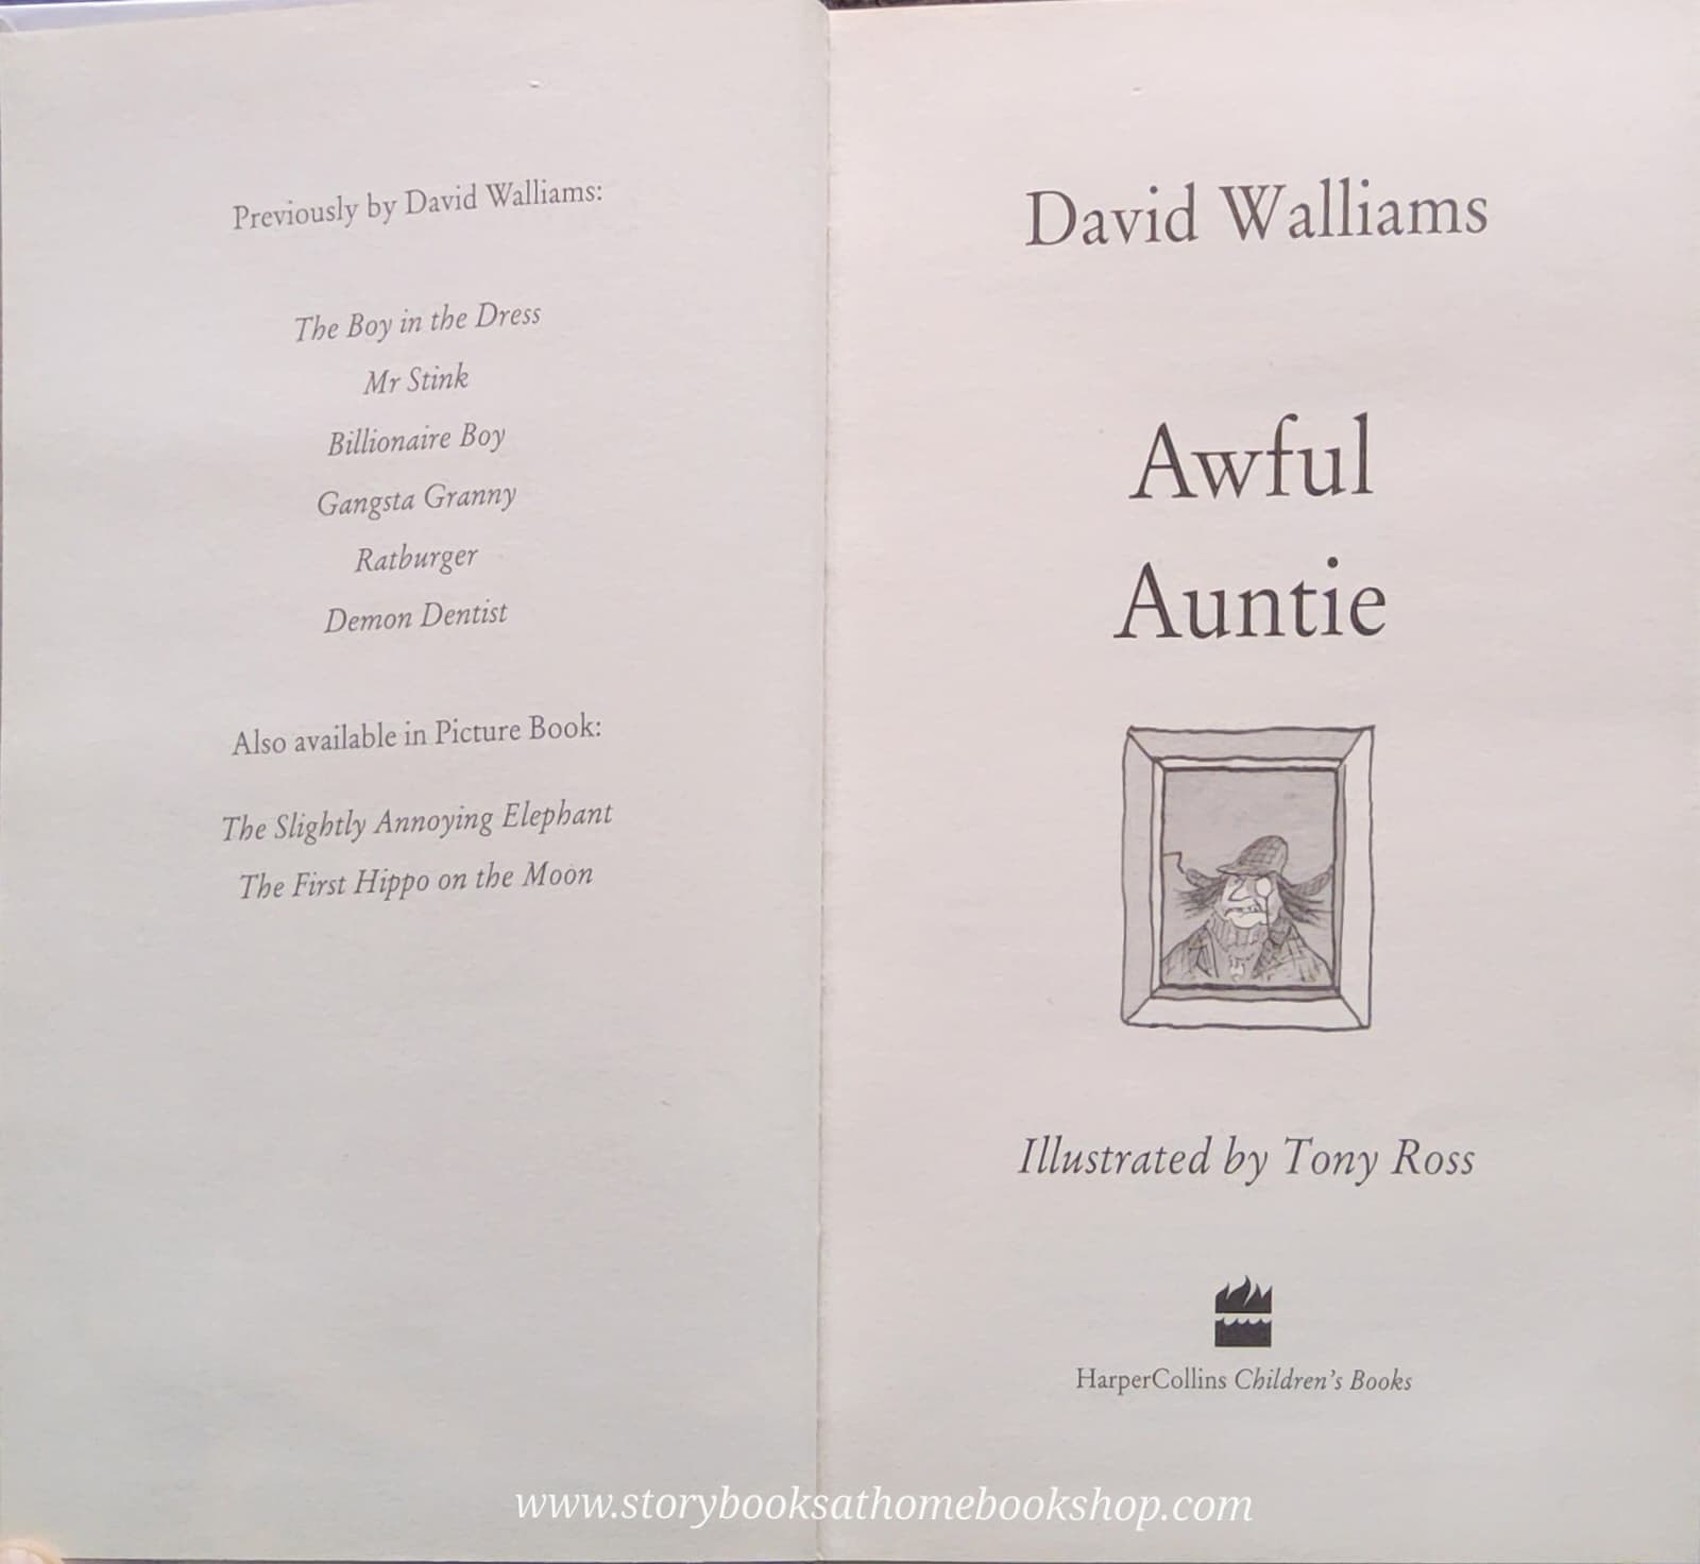 Previously by David Walliams:
The Boy in the Dress
Mr Stink
Billionaire Boy
Gangsta Granny
Ratburger
Demon Dentist
Also available in Picture Book:
The Slightly Annoying Elephant
The First Hippo on the Moon
David Walliams
Awful
Auntie
Illustrated by Tony Ross
HarperCollins Children's Books
www.storybooksathomebookshop.com